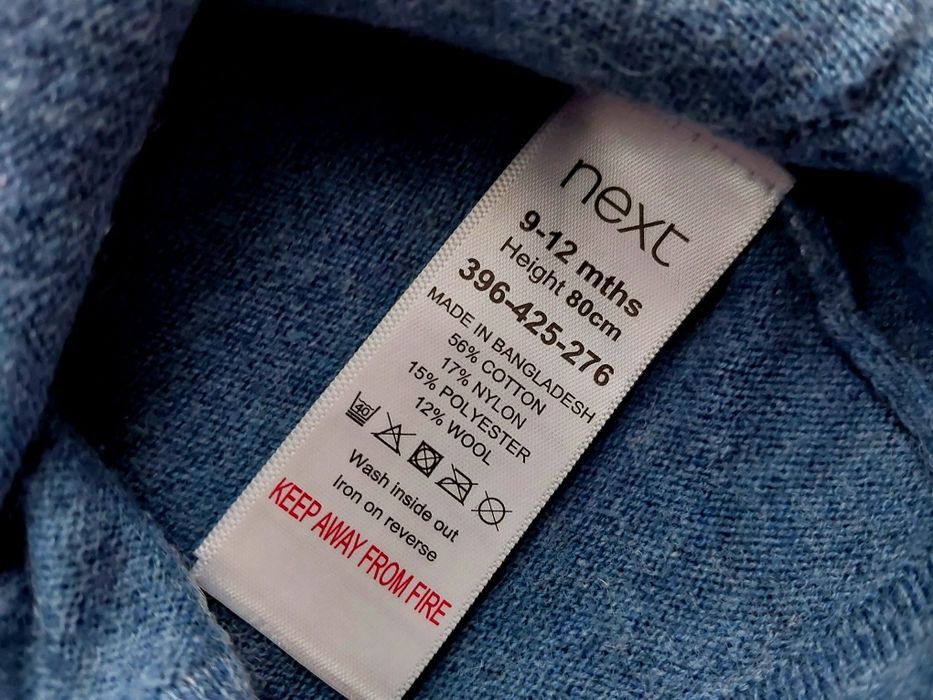 next
9-12 mths
Height 80cm
396-425-276
MADE IN BANGLADESH
56% COTTON
17% NYLON
15% POLYESTER
12% WOOL
40
Wash inside out
Iron on reverse
KEEP AWAY FROM FIRE